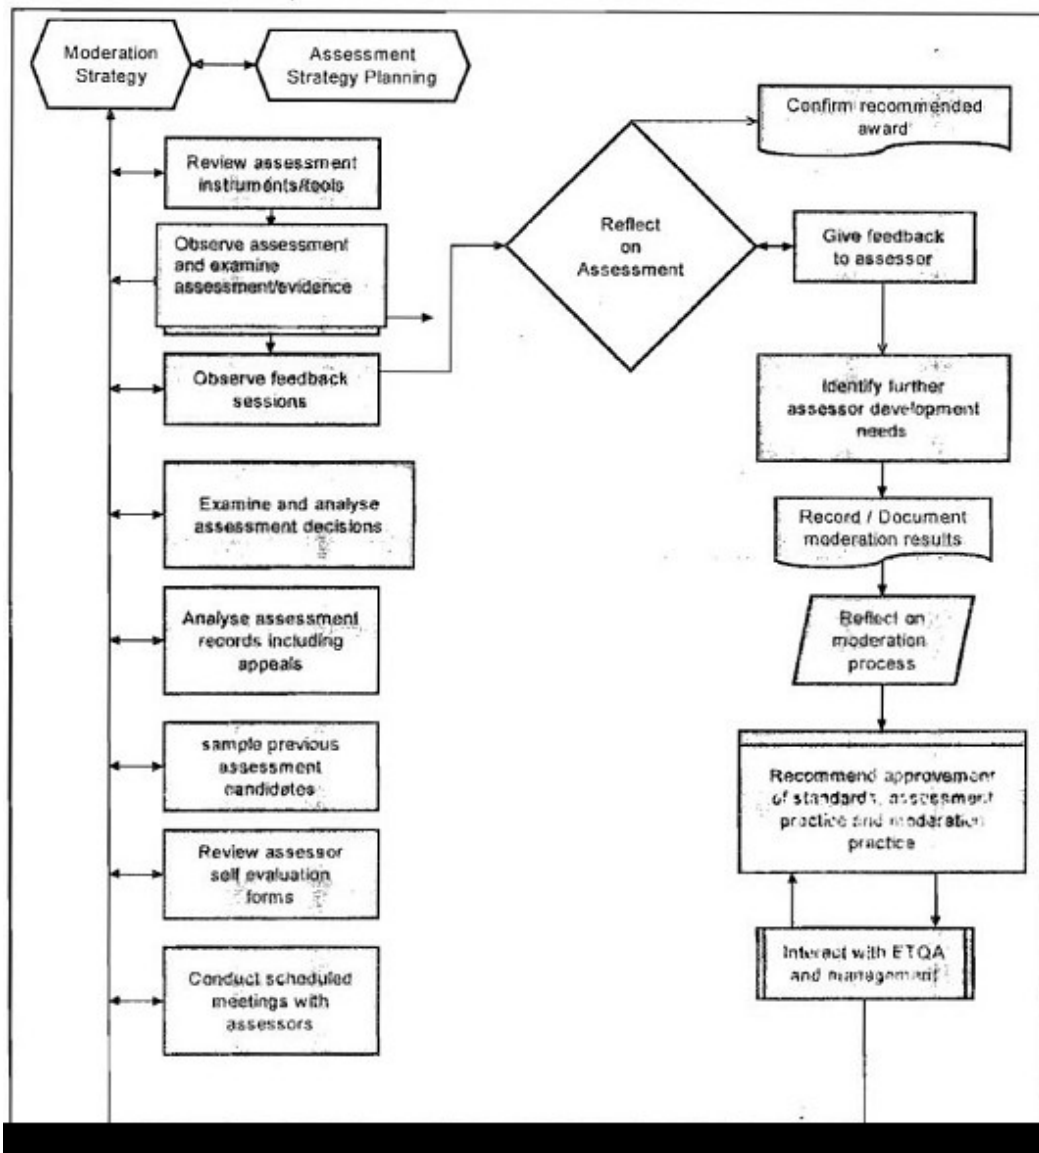 Moderation
Strategy
Assessment
Strategy Planning
Review assessment
instruments/tools
Observe assessment
and examine
assessment/evidence
Observe feedback
sessions
Examine and analyse
assessment decisions
Analyse assessment
records including
appeals
sample previous
assessment
candidates
Review assessor
self evaluation
forms
Conduct scheduled
meetings with
assessors
Reflect
on
Assessment
Confirm recommended
award
Give feedback
to assessor
Identify further
assessor development
needs
Record / Document
moderation results
Reflect on
moderation
process
Recommend approvement
of standards, assessment
practice and moderation
practice
Interact with ETQA
and management